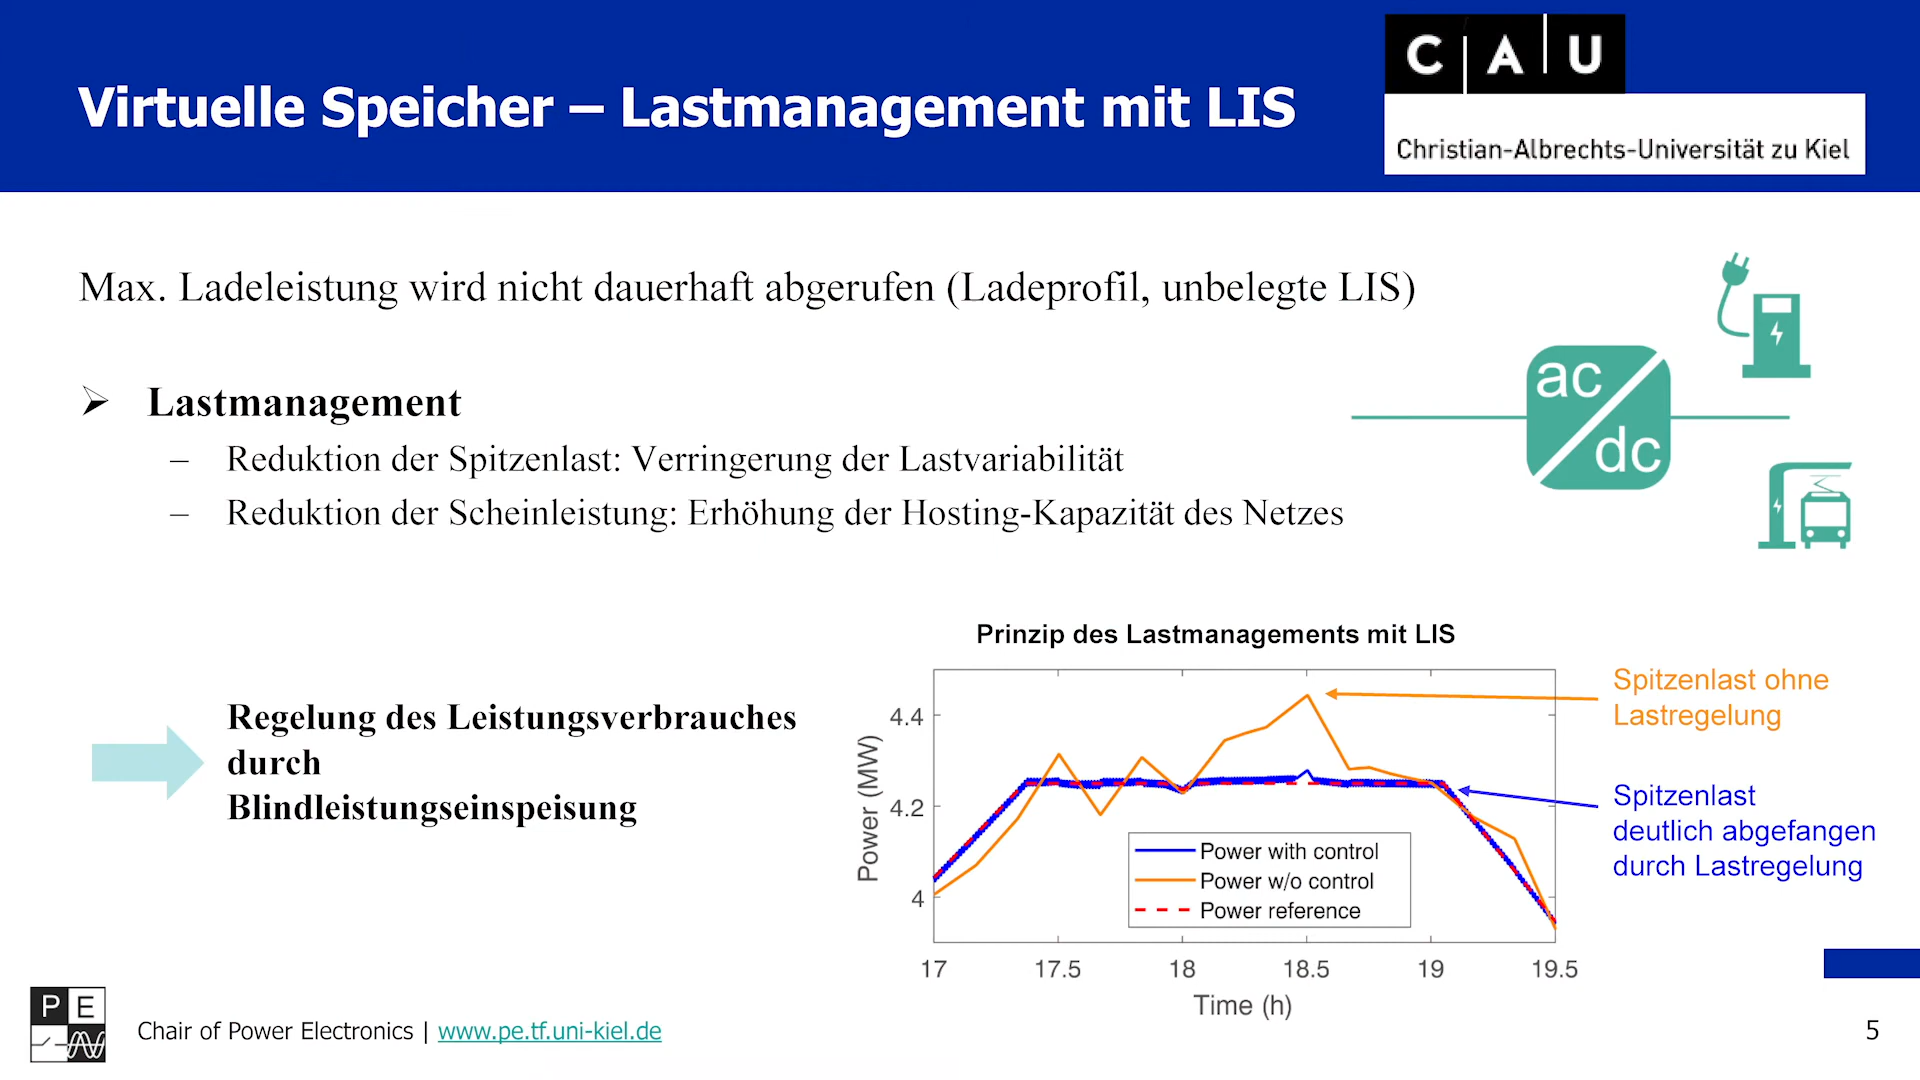 Virtuelle Speicher – Lastmanagement mit LIS
C A U
Christian-Albrechts-Universität zu Kiel
Max. Ladeleistung wird nicht dauerhaft abgerufen (Ladeprofil, unbelegte LIS)
➢ Lastmanagement
– Reduktion der Spitzenlast: Verringerung der Lastvariabilität
– Reduktion der Scheinleistung: Erhöhung der Hosting-Kapazität des Netzes
ac
dc
Regelung des Leistungsverbrauches
durch
Blindleistungseinspeisung
Prinzip des Lastmanagements mit LIS
4.4
4.2
4
Power (MW)
Power with control
Power w/o control
Power reference
17 17.5 18 18.5 19 19.5
Time (h)
Spitzenlast ohne
Lastregelung
Spitzenlast
deutlich abgefangen
durch Lastregelung
P E
Chair of Power Electronics | www.pe.tf.uni-kiel.de
5